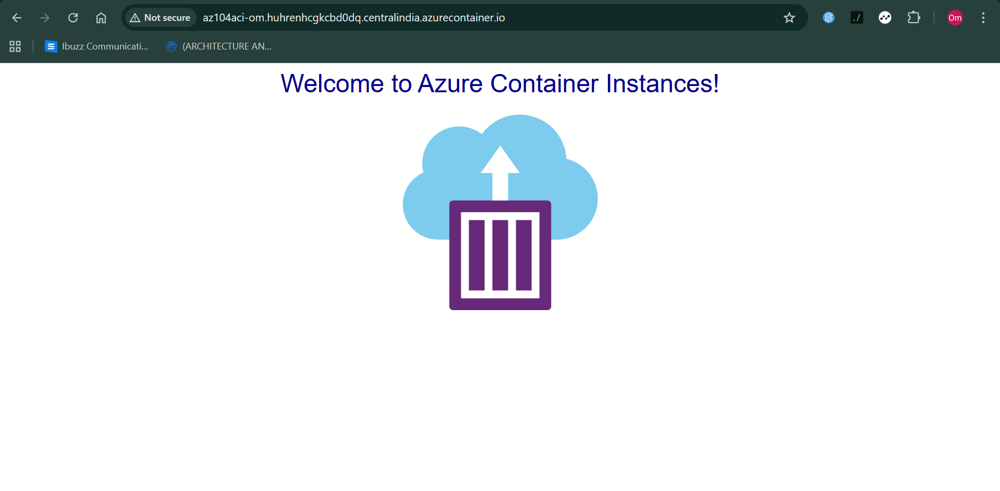 Not secure
az104aci-om.huhrenhcgkcbd0dq.centralindia.azurecontainer.io
Om
Ibuzz Communicati...
(ARCHITECTURE AN...
Welcome to Azure Container Instances!